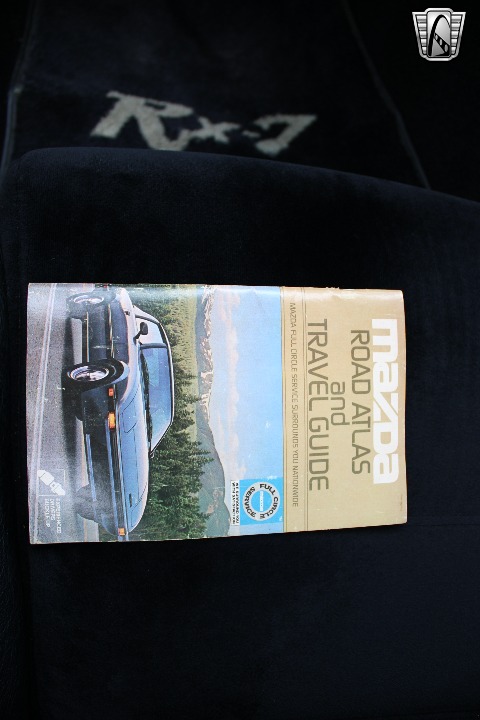 Rx-7
mazda
ROAD ATLAS
and
TRAVEL GUIDE
MAZDA FULL CIRCLE SERVICE SURROUNDS YOU NATIONWIDE
FULL CIRCLE
SERVICE